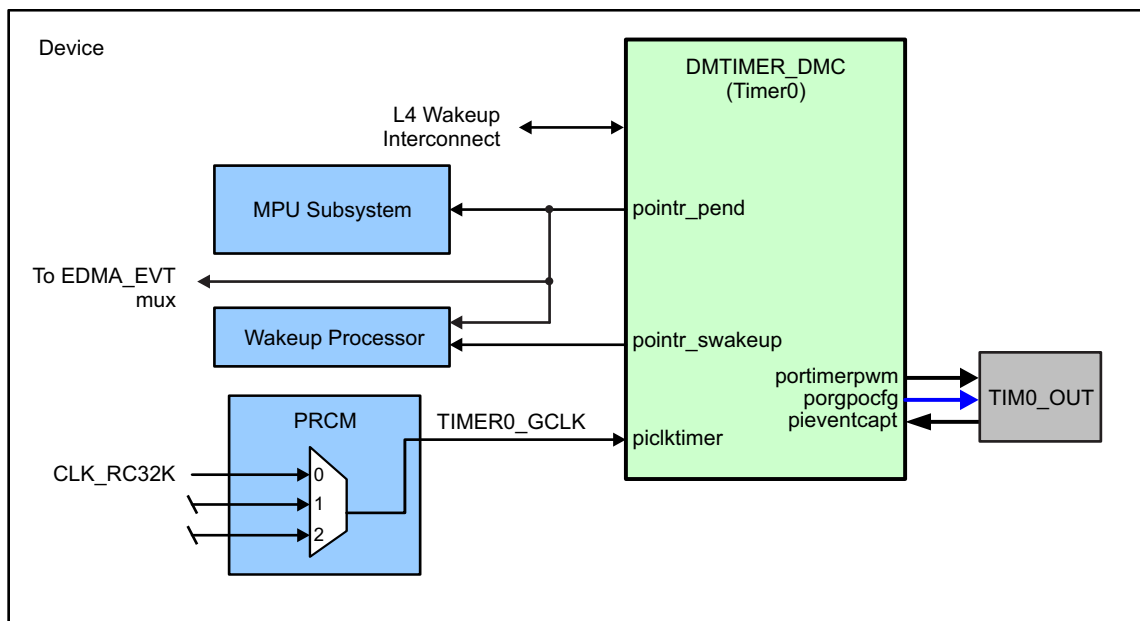 Device
DMTIMER_DMC
(Timer0)
L4 Wakeup
Interconnect
MPU Subsystem
pointr_pend
To EDMA_EVT
mux
Wakeup Processor
pointr_swakeup
portimerpwm
porgpocfg
pieventcapt
TIM0_OUT
PRCM
TIMER0_GCLK
piclktimer
CLK_RC32K
0
1
2